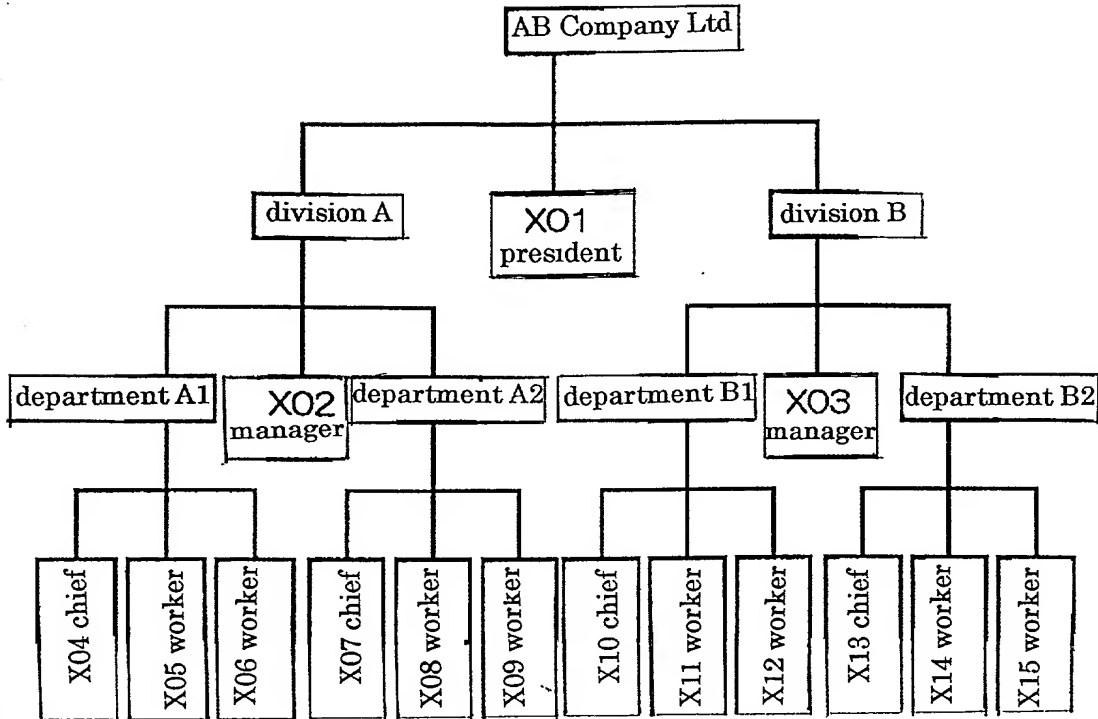 AB Company Ltd
division A
X01
president
division B
department A1
X02
manager
department A2
department B1
X03
manager
department B2
X04 chief
X05 worker
X06 worker
X07 chief
X08 worker
X09 worker
X10 chief
X11 worker
X12 worker
X13 chief
X14 worker
X15 worker